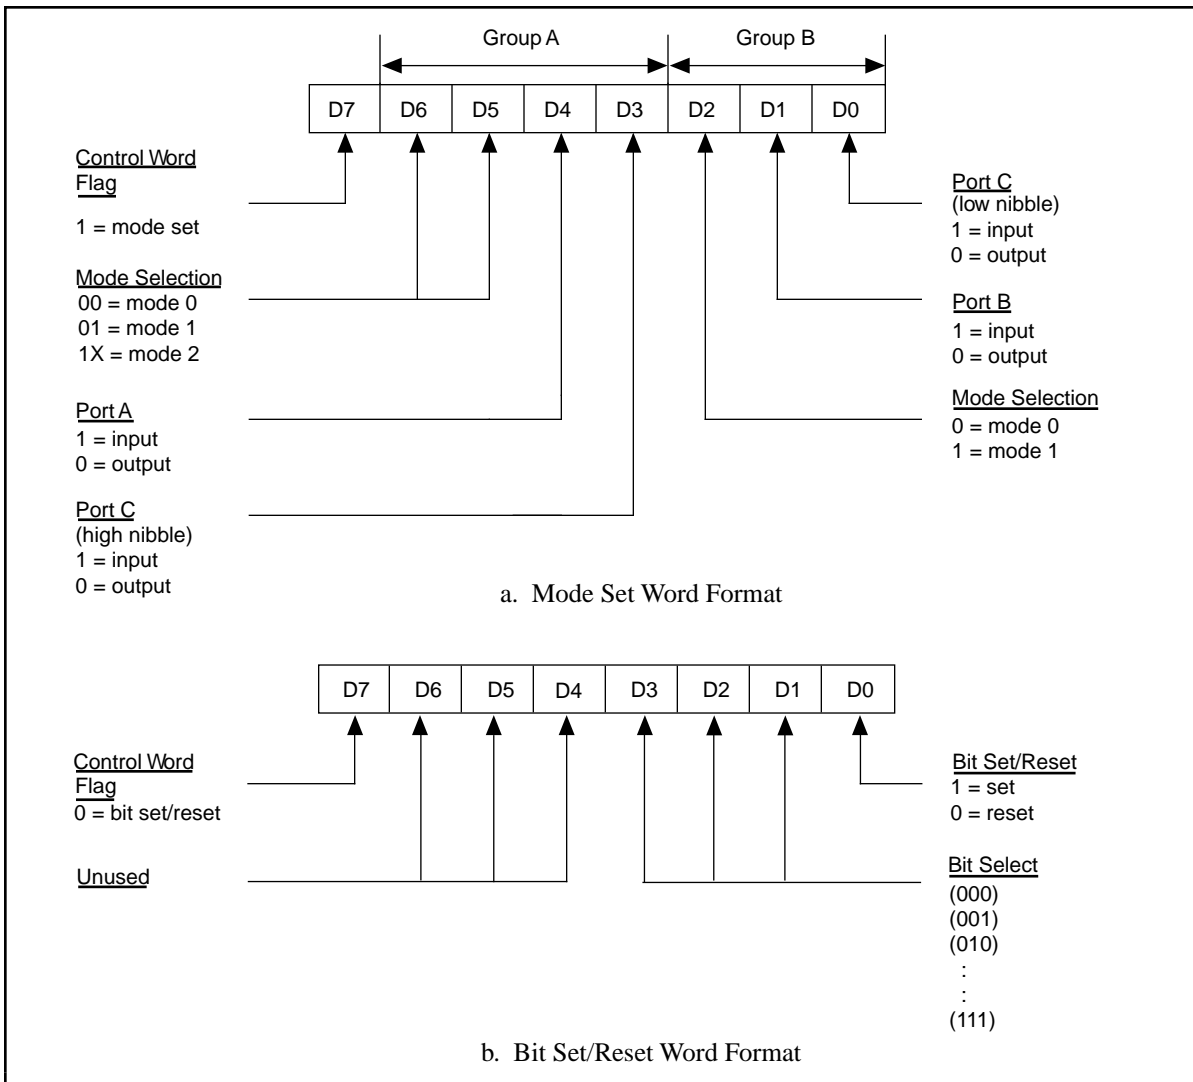 Group A
Group B
D7 D6 D5 D4 D3 D2 D1 D0
Control Word
Flag
1 = mode set
Mode Selection
00 = mode 0
01 = mode 1
1X = mode 2
Port A
1 = input
0 = output
Port C
(high nibble)
1 = input
0 = output
Port C
(low nibble)
1 = input
0 = output
Port B
1 = input
0 = output
Mode Selection
0 = mode 0
1 = mode 1
a. Mode Set Word Format
D7 D6 D5 D4 D3 D2 D1 D0
Control Word
Flag
0 = bit set/reset
Unused
Bit Set/Reset
1 = set
0 = reset
Bit Select
(000)
(001)
(010)
:
:
(111)
b. Bit Set/Reset Word Format